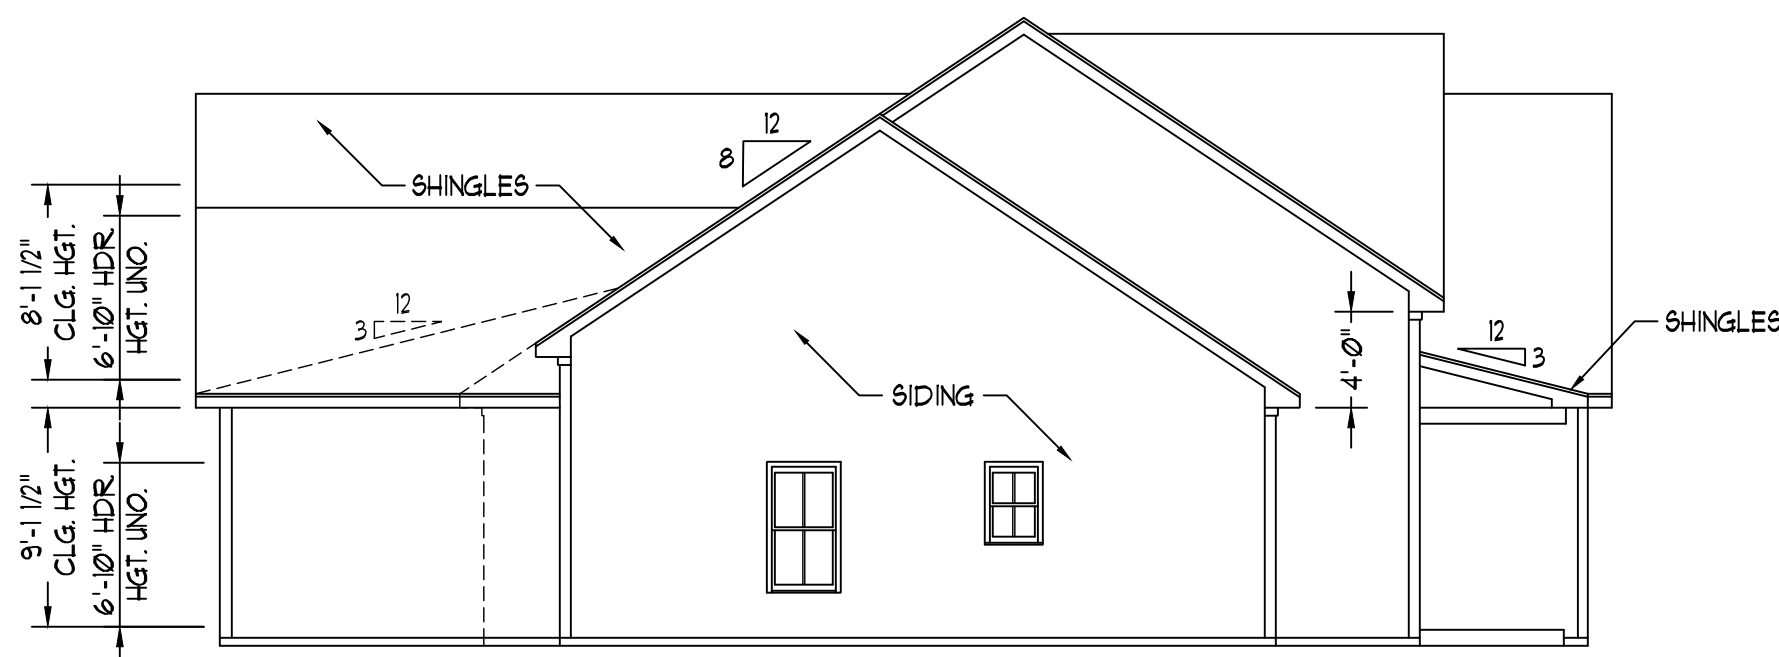 12
8
SHINGLES
8'-1 1/2"
CLG. HGT.
6'-10" HDR.
HGT. UNO.
12
3
SHINGLES
12
3
4'-0"
SIDING
9'-1 1/2"
CLG. HGT.
6'-10" HDR.
HGT. UNO.